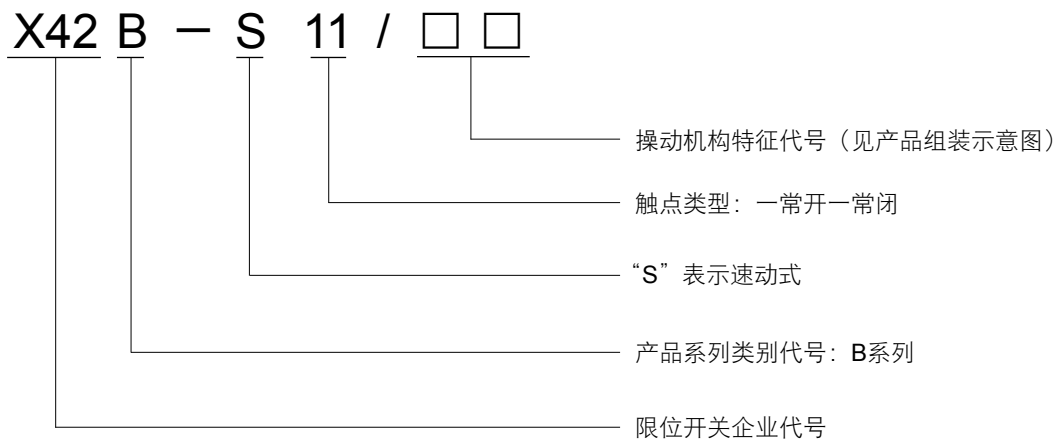 X42 B － S 11 / □ □
操动机构特征代号（见产品组装示意图）
触点类型：一常开一常闭
“S”表示速动式
产品系列类别代号：B系列
限位开关企业代号